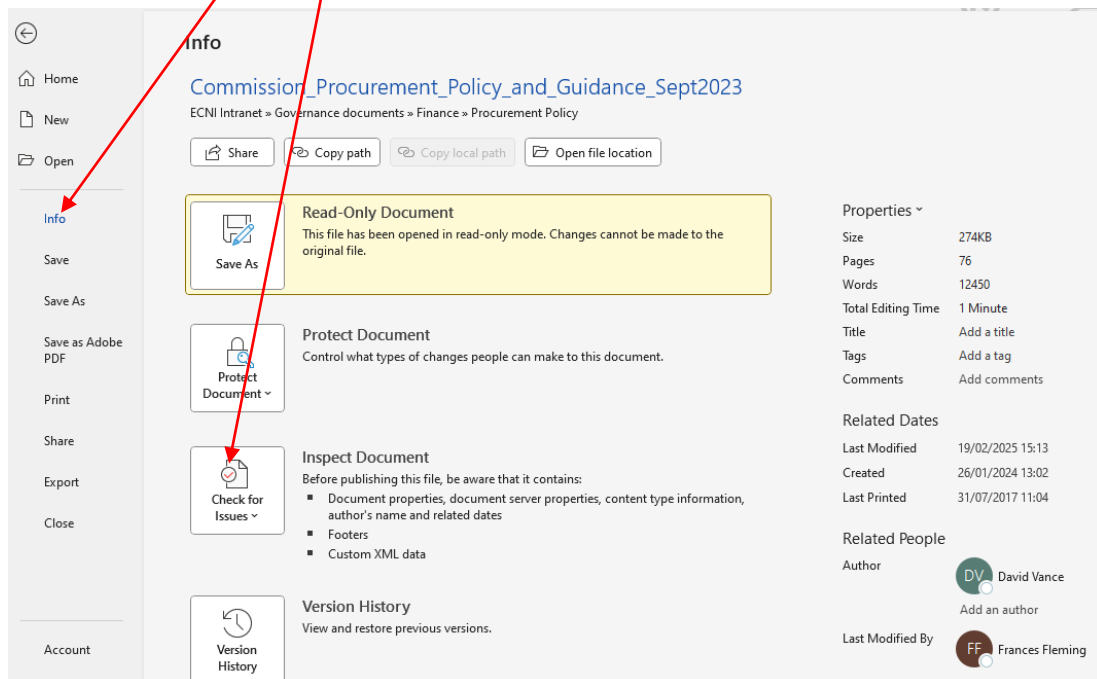 Info
Home
New
Open
Info
Save
Save As
Save as Adobe
PDF
Print
Share
Export
Close
Account
Commission_Procurement_Policy_and_Guidance_Sept2023
ECNI Intranet » Governance documents » Finance » Procurement Policy
Share
Copy path
Copy local path
Open file location
Save As
Read-Only Document
This file has been opened in read-only mode. Changes cannot be made to the
original file.
Protect
Document
Protect Document
Control what types of changes people can make to this document.
Check for
Issues
Inspect Document
Before publishing this file, be aware that it contains:
▪ Document properties, document server properties, content type information,
author's name and related dates
▪ Footers
▪ Custom XML data
Version
History
Version History
View and restore previous versions.
Properties
Size 274KB
Pages 76
Words 12450
Total Editing Time 1 Minute
Title Add a title
Tags Add a tag
Comments Add comments
Related Dates
Last Modified 19/02/2025 15:13
Created 26/01/2024 13:02
Last Printed 31/07/2017 11:04
Related People
Author DV David Vance
Add an author
Last Modified By FF Frances Fleming